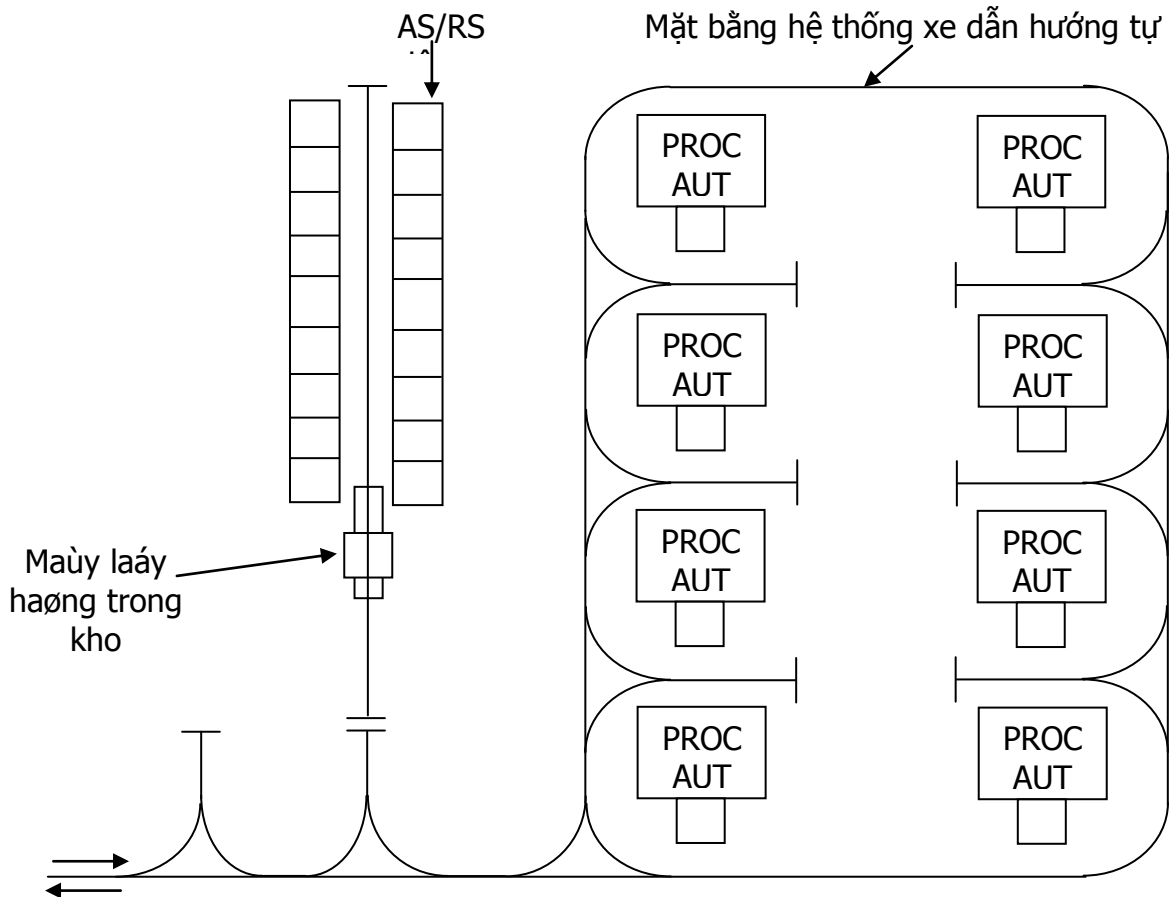 AS/RS
Mặt bằng hệ thống xe dẫn hướng tự
PROC
AUT
PROC
AUT
PROC
AUT
PROC
AUT
Maùy laáy
haøng trong
kho
PROC
AUT
PROC
AUT
PROC
AUT
PROC
AUT